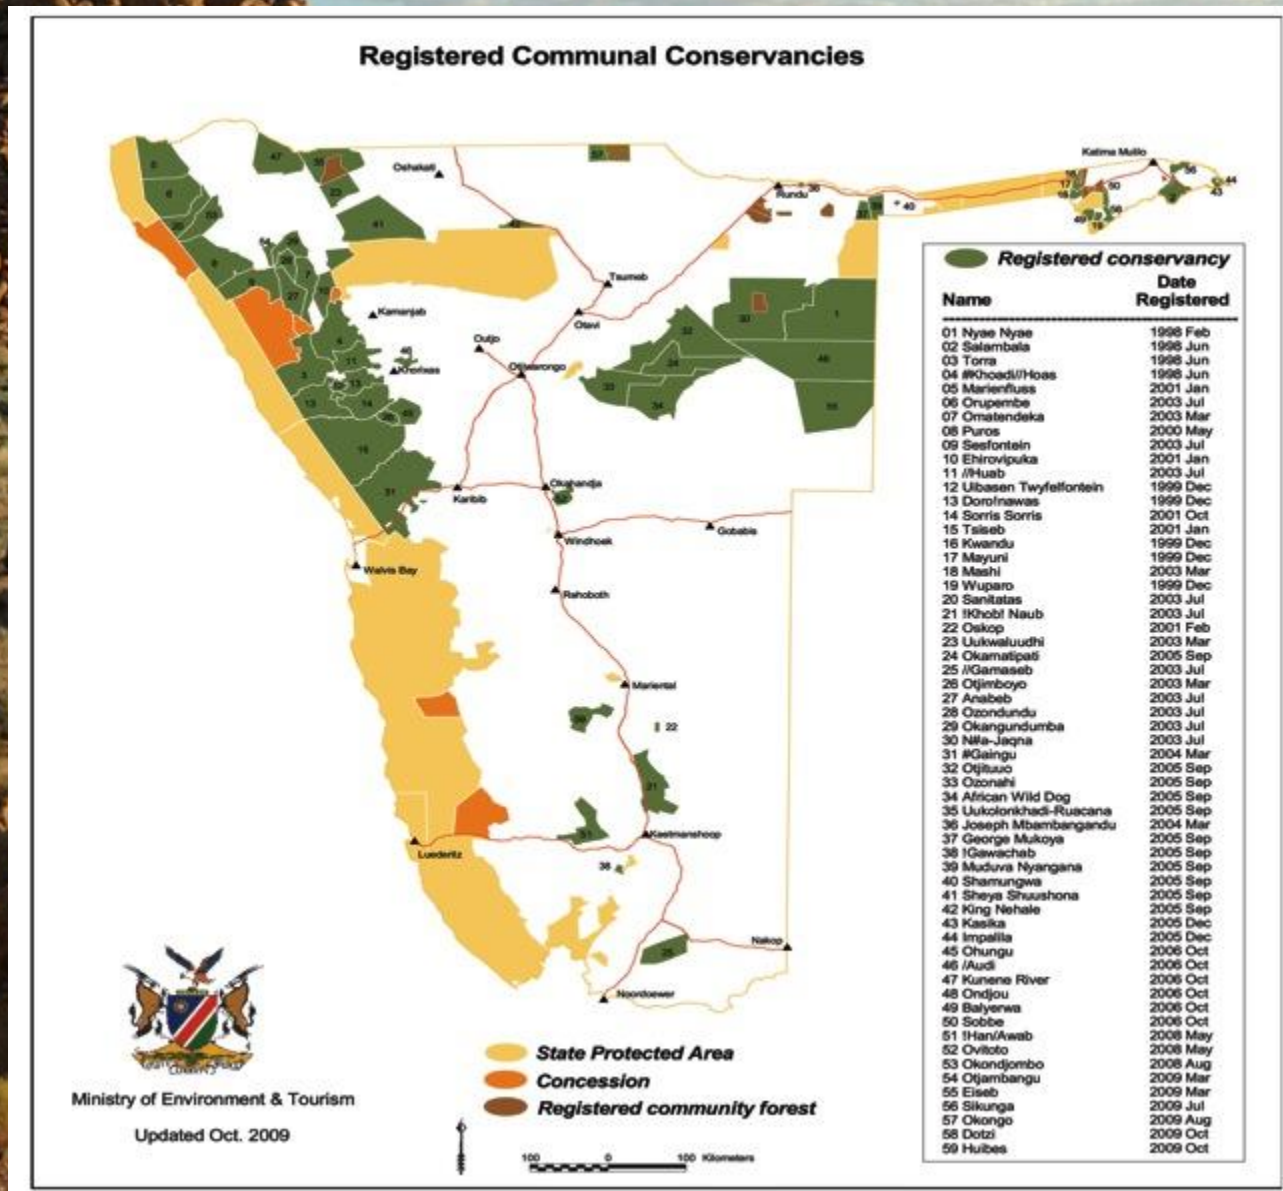 Registered Communal Conservancies
Katima Mulilo
Oshakati
Rundu
Tsumeb
Kamanjab
Otavi
Outjo
Otjiwarongo
Khorixas
Karibib
Okahandja
Gobabis
Windhoek
Walvis Bay
Rehoboth
Mariental
Keetmanshoop
Luederitz
Nakop
Noordoewer
Registered conservancy
Name Date Registered
01 Nyae Nyae 1998 Feb
02 Salambala 1998 Jun
03 Torra 1998 Jun
04 #Khoadi//Hoas 1998 Jun
05 Marienfluss 2001 Jan
06 Orupembe 2003 Jul
07 Omatendeka 2003 Mar
08 Puros 2000 May
09 Sesfontein 2003 Jul
10 Ehirovipuka 2001 Jan
11 //Huab 2003 Jul
12 Uibasen Twyfelfontein 1999 Dec
13 Doro!nawas 1999 Dec
14 Sorris Sorris 2001 Oct
15 Tsiseb 2001 Jan
16 Kwandu 1999 Dec
17 Mayuni 1999 Dec
18 Mashi 2003 Mar
19 Wuparo 1999 Dec
20 Sanitatas 2003 Jul
21 !Khob! Naub 2003 Jul
22 Oskop 2001 Feb
23 Uukwaluudhi 2003 Mar
24 Okamatipati 2005 Sep
25 //Gamaseb 2003 Jul
26 Otjimboyo 2003 Mar
27 Anabeb 2003 Jul
28 Ozondundu 2003 Jul
29 Okangundumba 2003 Jul
30 N#a-Jaqna 2003 Jul
31 #Gaingu 2004 Mar
32 Otjituuo 2005 Sep
33 Ozonahi 2005 Sep
34 African Wild Dog 2005 Sep
35 Uukolonkhadi-Ruacana 2005 Sep
36 Joseph Mbambangandu 2004 Mar
37 George Mukoya 2005 Sep
38 !Gawachab 2005 Sep
39 Muduva Nyangana 2005 Sep
40 Shamungwa 2005 Sep
41 Sheya Shuushona 2005 Sep
42 King Nehale 2005 Sep
43 Kasika 2005 Dec
44 Impalila 2005 Dec
45 Ohungu 2006 Oct
46 /Audi 2006 Oct
47 Kunene River 2006 Oct
48 Ondjou 2006 Oct
49 Balyerwa 2006 Oct
50 Sobbe 2006 Oct
51 !Han/Awab 2008 May
52 Ovitoto 2008 May
53 Okondjombo 2008 Aug
54 Otjambangu 2009 Mar
55 Eiseb 2009 Mar
56 Sikunga 2009 Jul
57 Okongo 2009 Aug
58 Dotzi 2009 Oct
59 Huibes 2009 Oct
State Protected Area
Concession
Registered community forest
Ministry of Environment & Tourism
Updated Oct. 2009
100 0 100 Kilometers